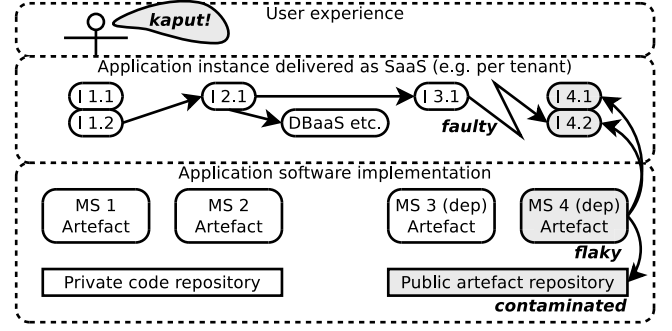 User experience
kaput!
Application instance delivered as SaaS (e.g. per tenant)
I 1.1
I 2.1
I 3.1
I 4.1
I 1.2
DBaaS etc.
faulty
I 4.2
Application software implementation
MS 1
Artefact
MS 2
Artefact
MS 3 (dep)
Artefact
MS 4 (dep)
Artefact
flaky
Private code repository
Public artefact repository
contaminated